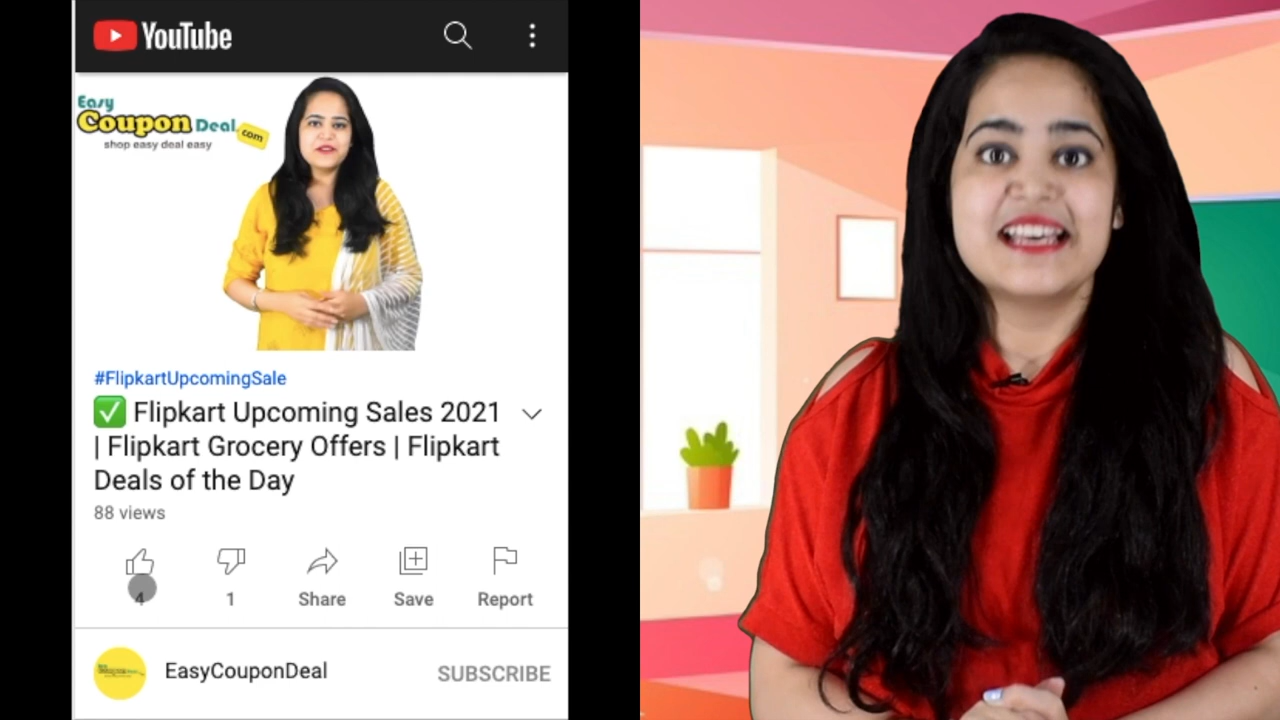 YouTube
Easy
Coupon Deal
.com
shop easy deal easy
#FlipkartUpcomingSale
✅ Flipkart Upcoming Sales 2021
| Flipkart Grocery Offers | Flipkart
Deals of the Day
88 views
4
1
Share
Save
Report
EasyCouponDeal
SUBSCRIBE